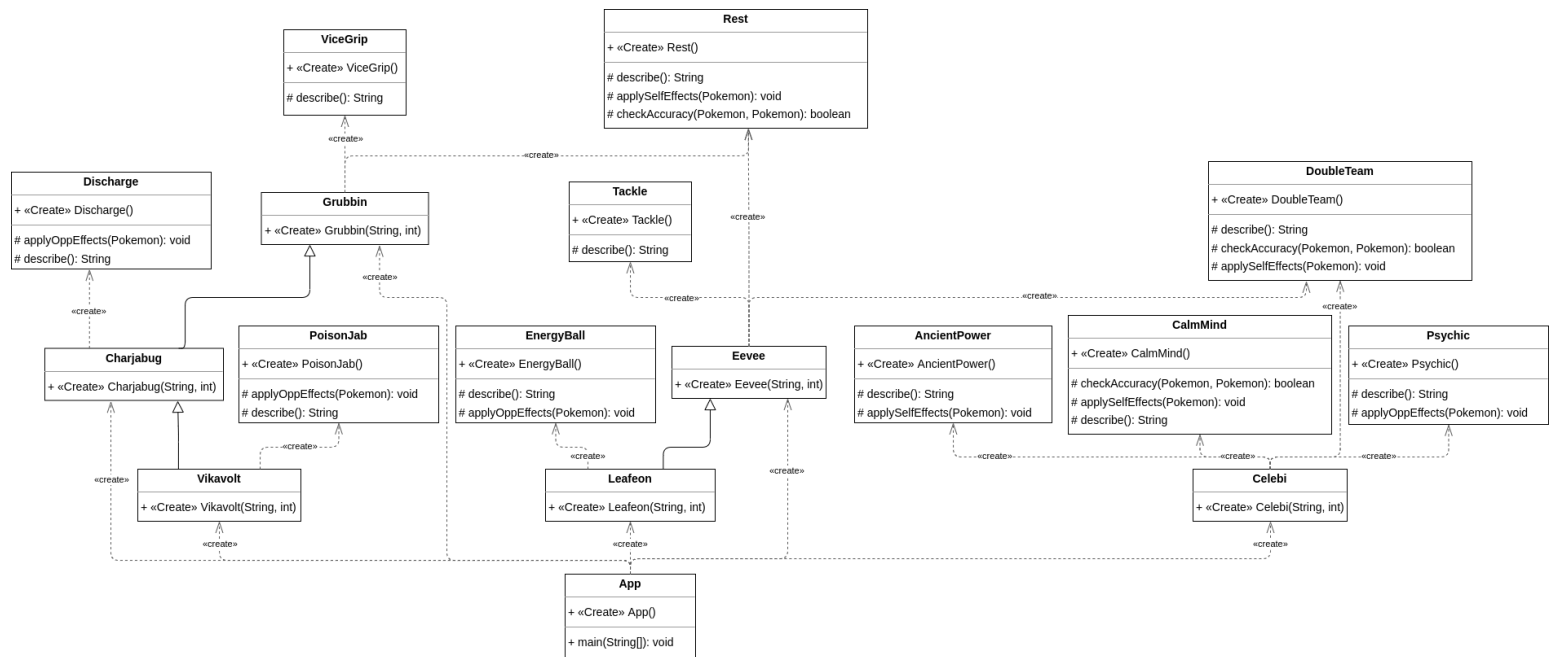 Rest
+ «Create» Rest()
# describe(): String
# applySelfEffects(Pokemon): void
# checkAccuracy(Pokemon, Pokemon): boolean
ViceGrip
+ «Create» ViceGrip()
# describe(): String
«create»
«create»
Discharge
+ «Create» Discharge()
# applyOppEffects(Pokemon): void
# describe(): String
Grubbin
+ «Create» Grubbin(String, int)
Tackle
+ «Create» Tackle()
# describe(): String
«create»
DoubleTeam
+ «Create» DoubleTeam()
# describe(): String
# checkAccuracy(Pokemon, Pokemon): boolean
# applySelfEffects(Pokemon): void
«create»
«create»
«create»
«create»
«create»
Charjabug
+ «Create» Charjabug(String, int)
PoisonJab
+ «Create» PoisonJab()
# applyOppEffects(Pokemon): void
# describe(): String
EnergyBall
+ «Create» EnergyBall()
# describe(): String
# applyOppEffects(Pokemon): void
Eevee
+ «Create» Eevee(String, int)
AncientPower
+ «Create» AncientPower()
# describe(): String
# applySelfEffects(Pokemon): void
CalmMind
+ «Create» CalmMind()
# checkAccuracy(Pokemon, Pokemon): boolean
# applySelfEffects(Pokemon): void
# describe(): String
Psychic
+ «Create» Psychic()
# describe(): String
# applyOppEffects(Pokemon): void
«create»
«create»
«create»
«create»
«create»
«create»
«create»
Vikavolt
+ «Create» Vikavolt(String, int)
Leafeon
+ «Create» Leafeon(String, int)
Celebi
+ «Create» Celebi(String, int)
«create»
«create»
«create»
App
+ «Create» App()
+ main(String[]): void